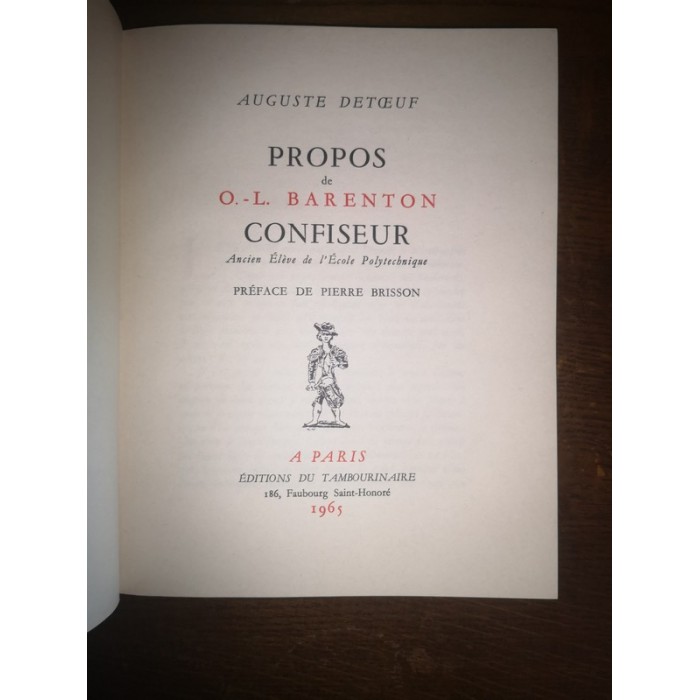 AUGUSTE DETŒUF
PROPOS
de
O.-L. BARENTON
CONFISEUR
Ancien Élève de l'École Polytechnique
PRÉFACE DE PIERRE BRISSON
A PARIS
ÉDITIONS DU TAMBOURINAIRE
186, Faubourg Saint-Honoré
1965